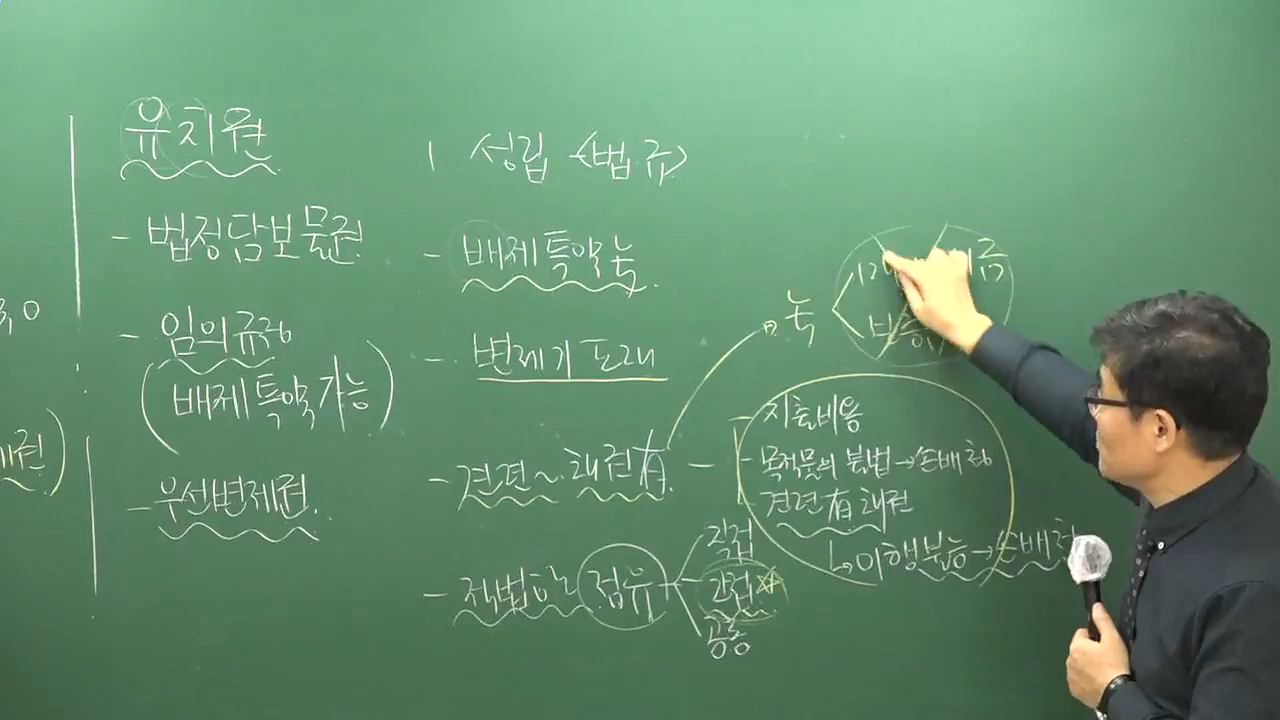 유치권
- 법정담보물권
- 임의규정
(배제특약가능)
- 우선변제권
1 성립 <법.규>
- 배제특약 놋
- 변제기 도래
- 견련~채권有
- 적법한 점유
직접
간접☆
공동
놋
지출비용
목적물의 불법→손배청
견련有채권
↳이행불능→손배청